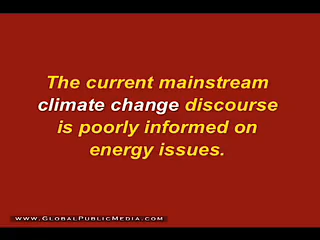 The current mainstream
climate change discourse
is poorly informed on
energy issues.
www.GlobalPublicMedia.com